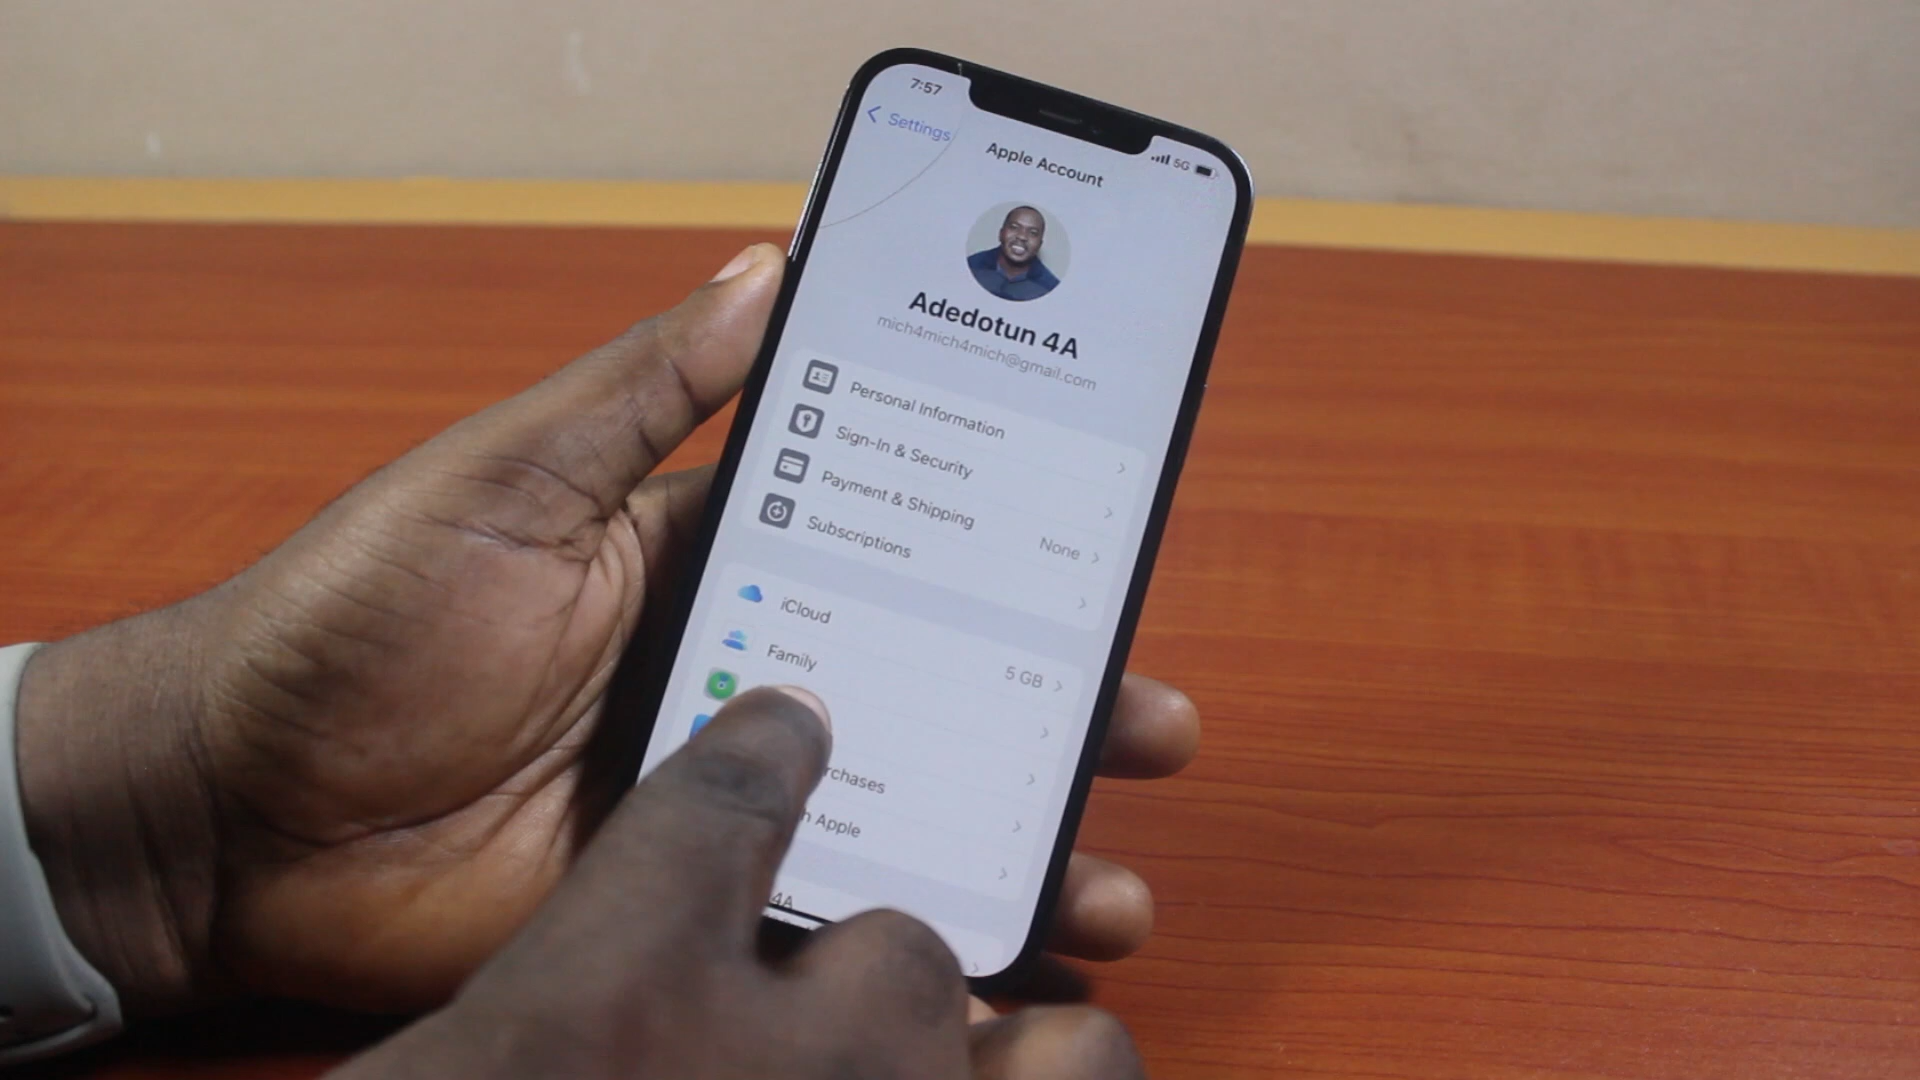 7:57
5G
Settings
Apple Account
Adedotun 4A
mich4mich4mich@gmail.com
Personal Information
Sign-In & Security
Payment & Shipping
None
Subscriptions
iCloud
5 GB
Family
rchases
Apple
4A